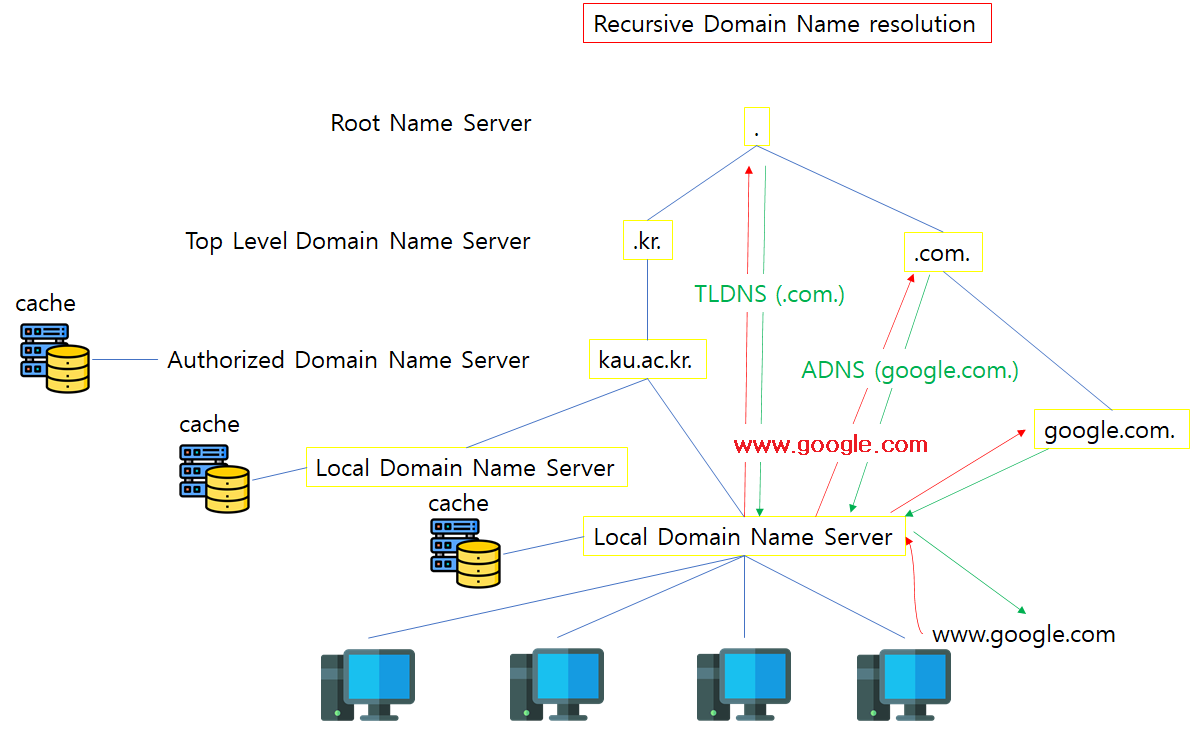 Recursive Domain Name resolution
Root Name Server
.
Top Level Domain Name Server
.kr.
.com.
TLDNS (.com.)
cache
Authorized Domain Name Server
kau.ac.kr.
ADNS (google.com.)
cache
www.google.com
google.com.
Local Domain Name Server
cache
Local Domain Name Server
www.google.com